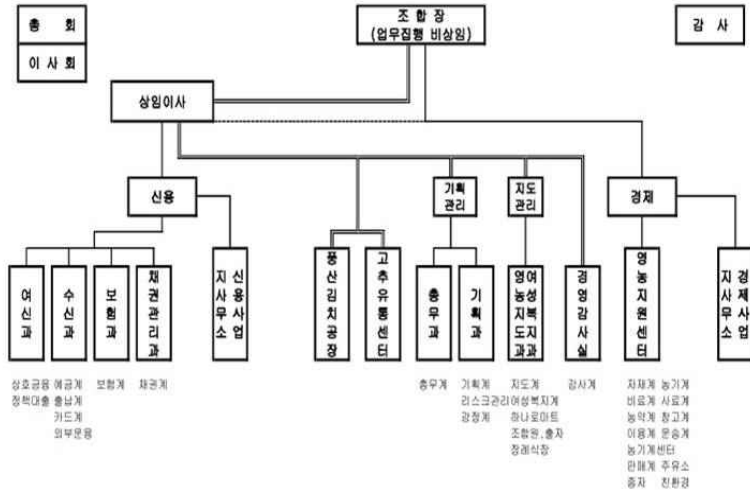 총 회
이 사 회
조 합 장
(업무집행 비상임)
감 사
상임이사
신용
기획
관리
지도
관리
경제
여신과
수신과
보험과
채권관리과
신용사업
지사무소
풍산김치공장
고추유통센터
총무과
기획과
여성복지과
영농지도과
경영감사실
영농지원센터
경제사업
지사무소
상호금융
정책대출
예금계
출납계
카드계
외부운용
보험계
채권계
총무계
기획계
리스크관리
감정계
지도계
여성복지계
하나로마트
조합원,출자
장례식장
감사계
자재계 농기계
비료계 사료계
농약계 창고계
이용계 운송계
농기계센터
판매계 주유소
종자 친환경